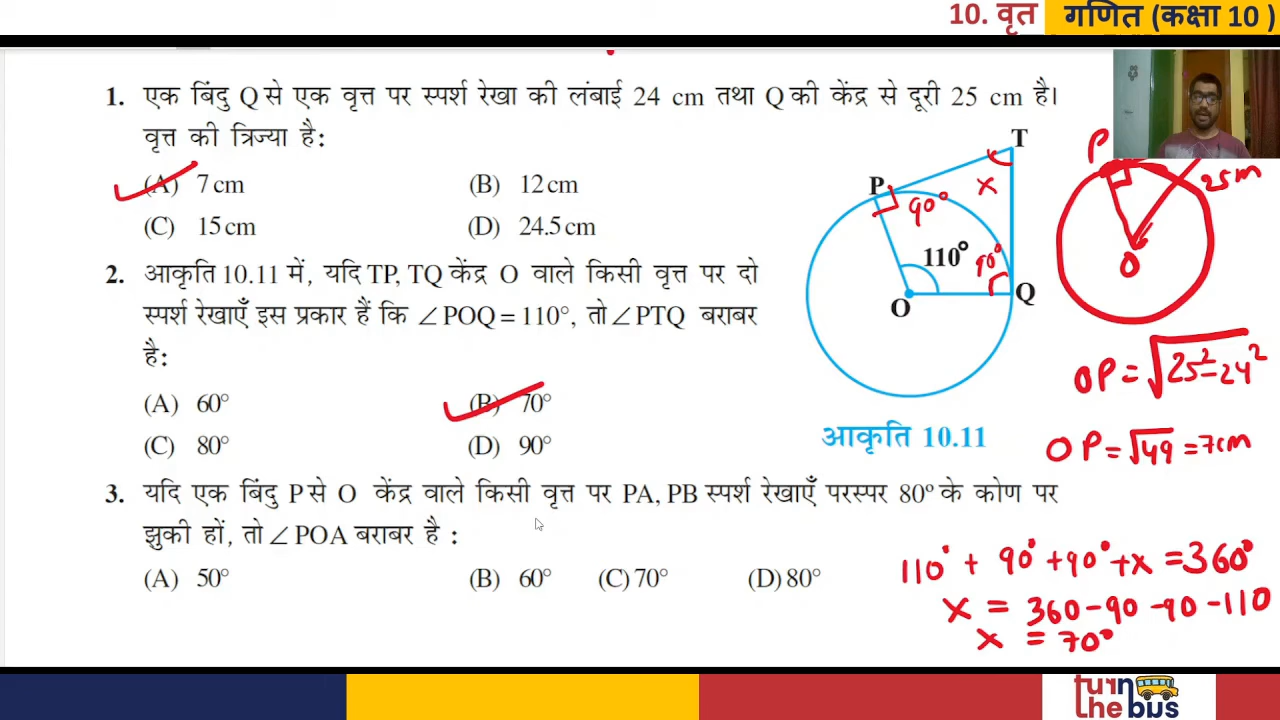 10. वृत गणित (कक्षा 10 )
1. एक बिंदु Q से एक वृत्त पर स्पर्श रेखा की लंबाई 24 cm तथा Q की केंद्र से दूरी 25 cm है।
वृत्त की त्रिज्या है:
(A) 7 cm (B) 12 cm
(C) 15 cm (D) 24.5 cm
2. आकृति 10.11 में, यदि TP, TQ केंद्र O वाले किसी वृत्त पर दो
स्पर्श रेखाएँ इस प्रकार हैं कि ∠POQ = 110°, तो ∠PTQ बराबर
है:
(A) 60° (B) 70°
(C) 80° (D) 90°
T
P
90°
x
110°
90°
O
Q
आकृति 10.11
P
25cm
O
OP = √25²-24²
OP = √49 = 7cm
3. यदि एक बिंदु P से O केंद्र वाले किसी वृत्त पर PA, PB स्पर्श रेखाएँ परस्पर 80° के कोण पर
झुकी हों, तो ∠POA बराबर है :
(A) 50° (B) 60° (C) 70° (D) 80°
110° + 90° + 90° + x = 360°
x = 360 - 90 - 90 - 110
x = 70°
turn
the bus